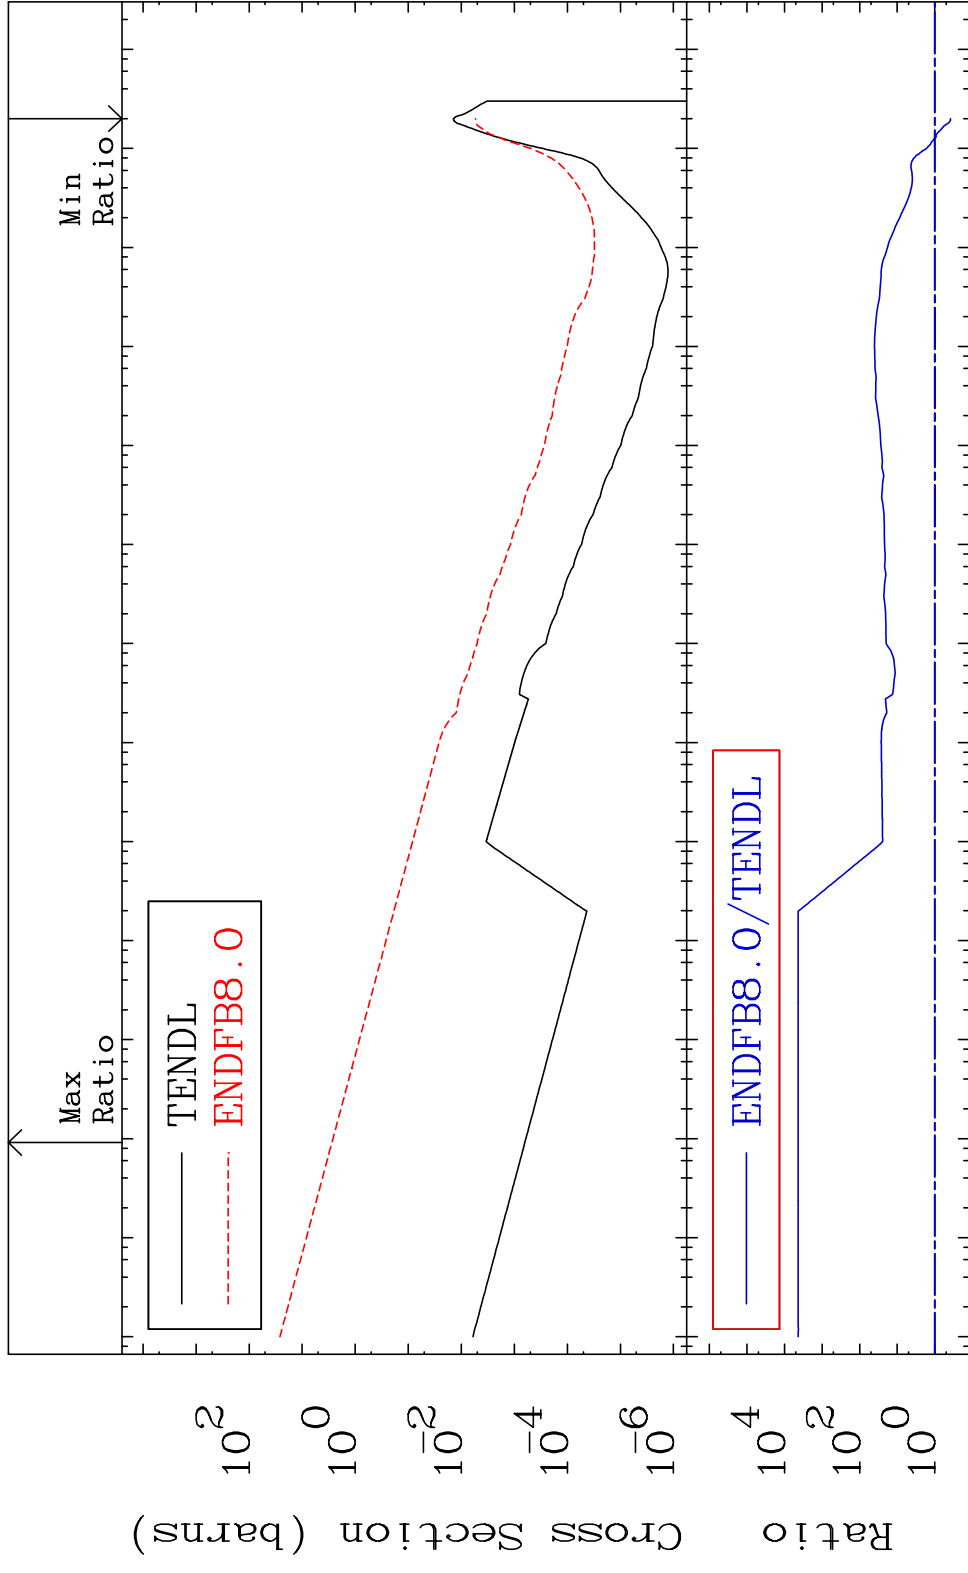 Max
Ratio
Min
Ratio
TENDL
ENDFB8.0
10^2
10^0
10^-2
10^-4
10^-6
Cross Section (barns)
ENDFB8.0/TENDL
10^4
10^2
10^0
Ratio